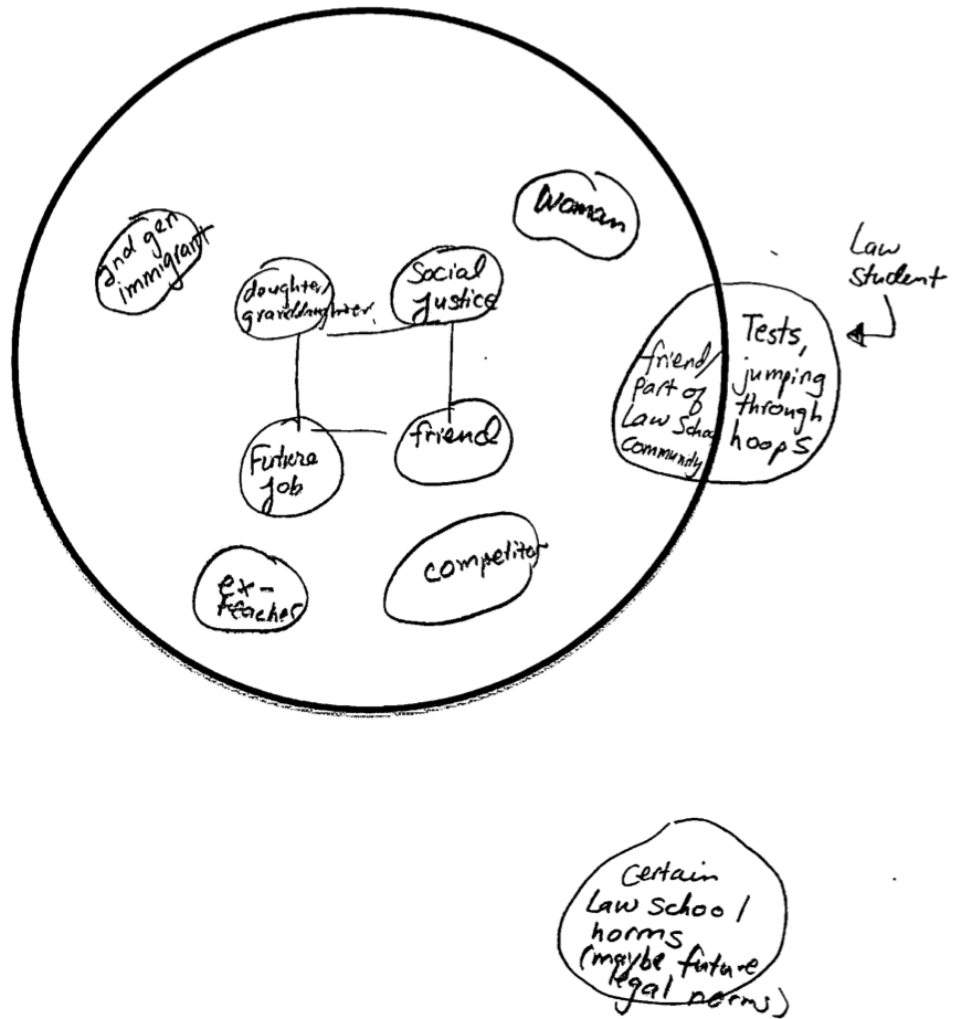 Woman
2nd gen
immigrant
daughter/
granddaughter
Social
Justice
Law
student
friend/
part of
Law School
community
Tests,
jumping
through
hoops
Future
job
friend
ex-
teacher
competitor
Certain
Law School
norms
(maybe future
legal norms)